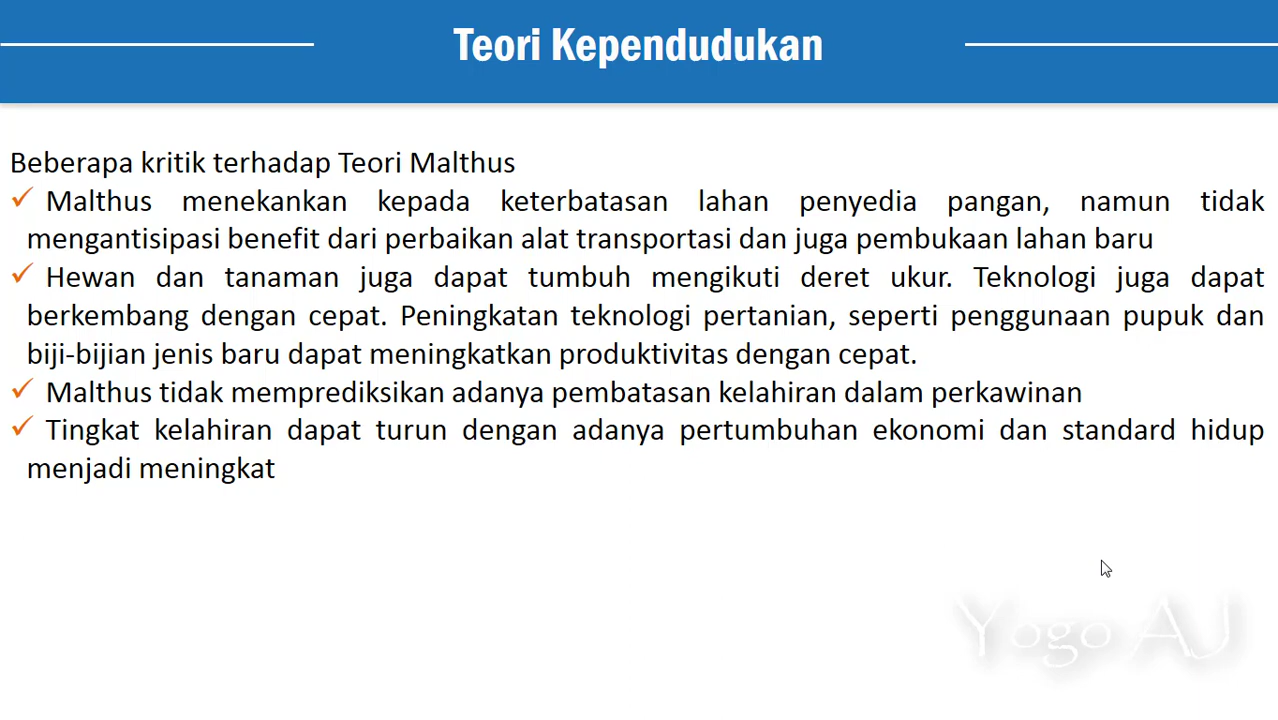 Teori Kependudukan
Beberapa kritik terhadap Teori Malthus
✓ Malthus menekankan kepada keterbatasan lahan penyedia pangan, namun tidak
mengantisipasi benefit dari perbaikan alat transportasi dan juga pembukaan lahan baru
✓ Hewan dan tanaman juga dapat tumbuh mengikuti deret ukur. Teknologi juga dapat
berkembang dengan cepat. Peningkatan teknologi pertanian, seperti penggunaan pupuk dan
biji-bijian jenis baru dapat meningkatkan produktivitas dengan cepat.
✓ Malthus tidak memprediksikan adanya pembatasan kelahiran dalam perkawinan
✓ Tingkat kelahiran dapat turun dengan adanya pertumbuhan ekonomi dan standard hidup
menjadi meningkat
Yogo AJ